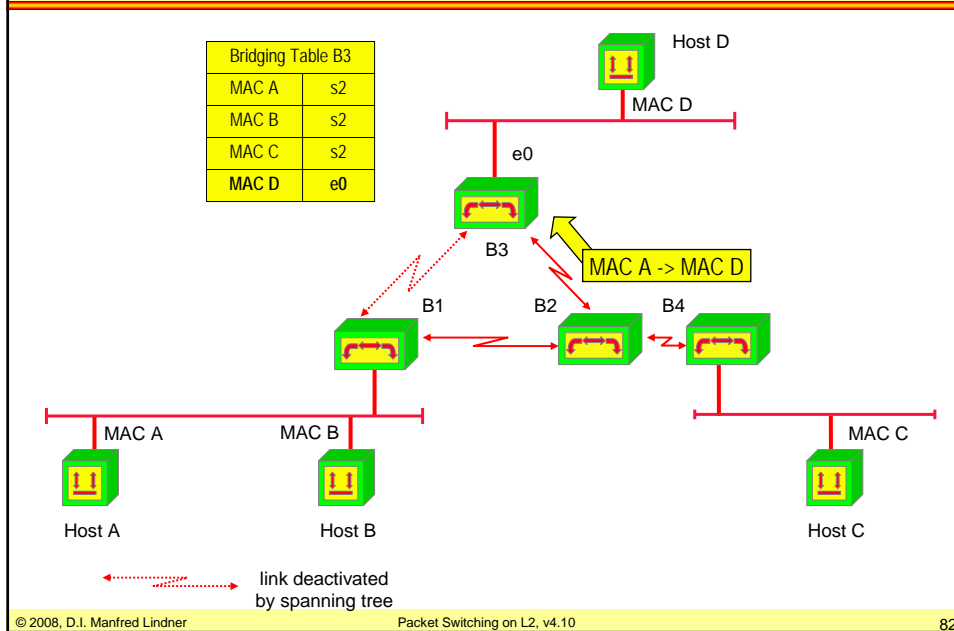 Bridging Table B3
MAC A s2
MAC B s2
MAC C s2
MAC D e0
Host D
MAC D
e0
B3
MAC A -> MAC D
B1
B2
B4
MAC A
MAC B
MAC C
Host A
Host B
Host C
link deactivated
by spanning tree
© 2008, D.I. Manfred Lindner Packet Switching on L2, v4.10 82